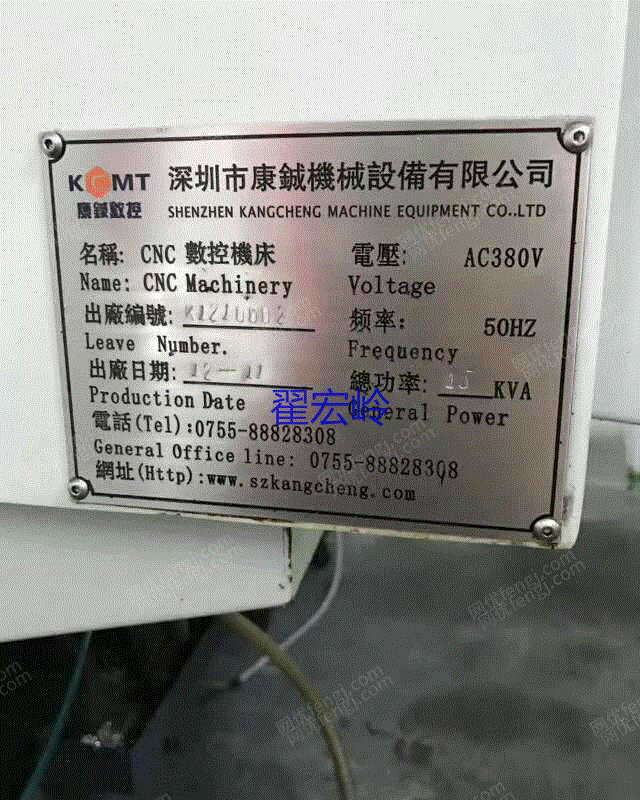 KCMT 深圳市康鋮機械設備有限公司
康鋮數控 SHENZHEN KANGCHENG MACHINE EQUIPMENT CO.,LTD
名稱: CNC 數控機床 電壓: AC380V
Name: CNC Machinery Voltage
出廠編號: 頻率: 50HZ
Leave Number. Frequency
出廠日期: 12-11 總功率: 15 KVA
Production Date General Power
翟宏岭
電話(Tel):0755-88828308
General Office line: 0755-88828308
網址(Http):www.szkangcheng.com